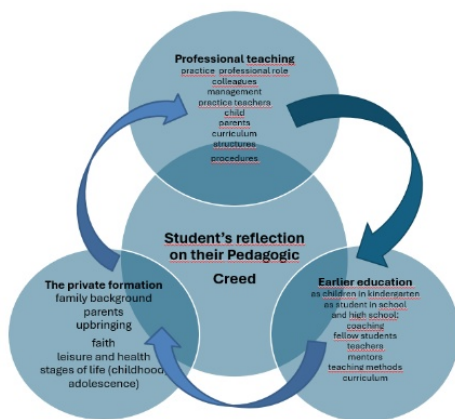 Professional teaching
practice professional role
colleagues
management
practice teachers
child
parents
curriculum
structures
procedures
Student's reflection
on their Pedagogic
Creed
The private formation
family background
parents
upbringing
faith
leisure and health
stages of life (childhood
adolescence)
Earlier education
as children in kindergarten
as student in school
and high school;
coaching
fellow students
teachers
mentors
teaching methods
curriculum